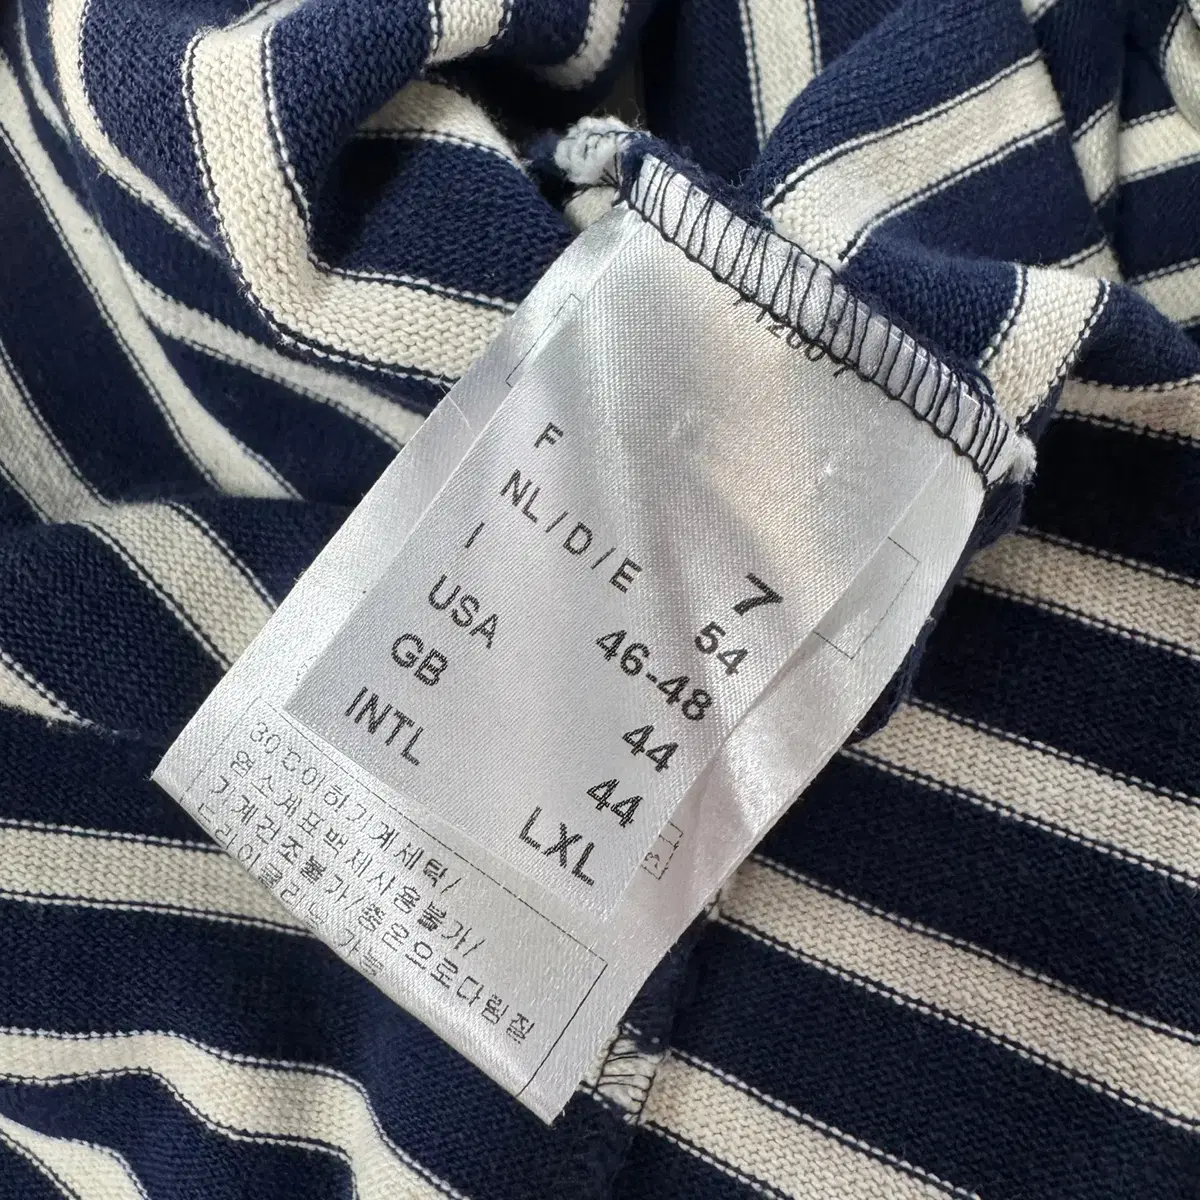 F 7
NL/D/E 54
I 46-48
USA 44
GB 44
INTL LXL
30도이하기계세탁/
염소계표백제사용불가/
기계건조불가/중온으로다림질
드라이클리닝가능